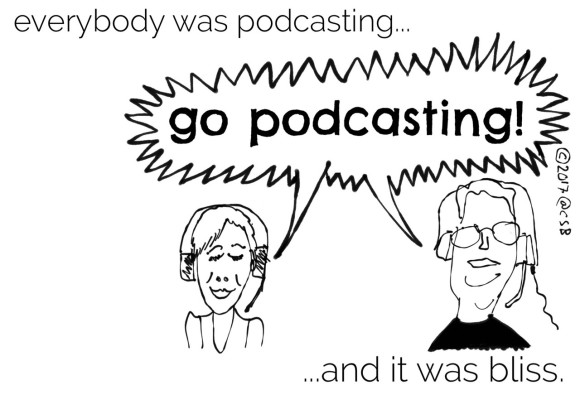 everybody was podcasting...
go podcasting!
©2017@CSB
...and it was bliss.